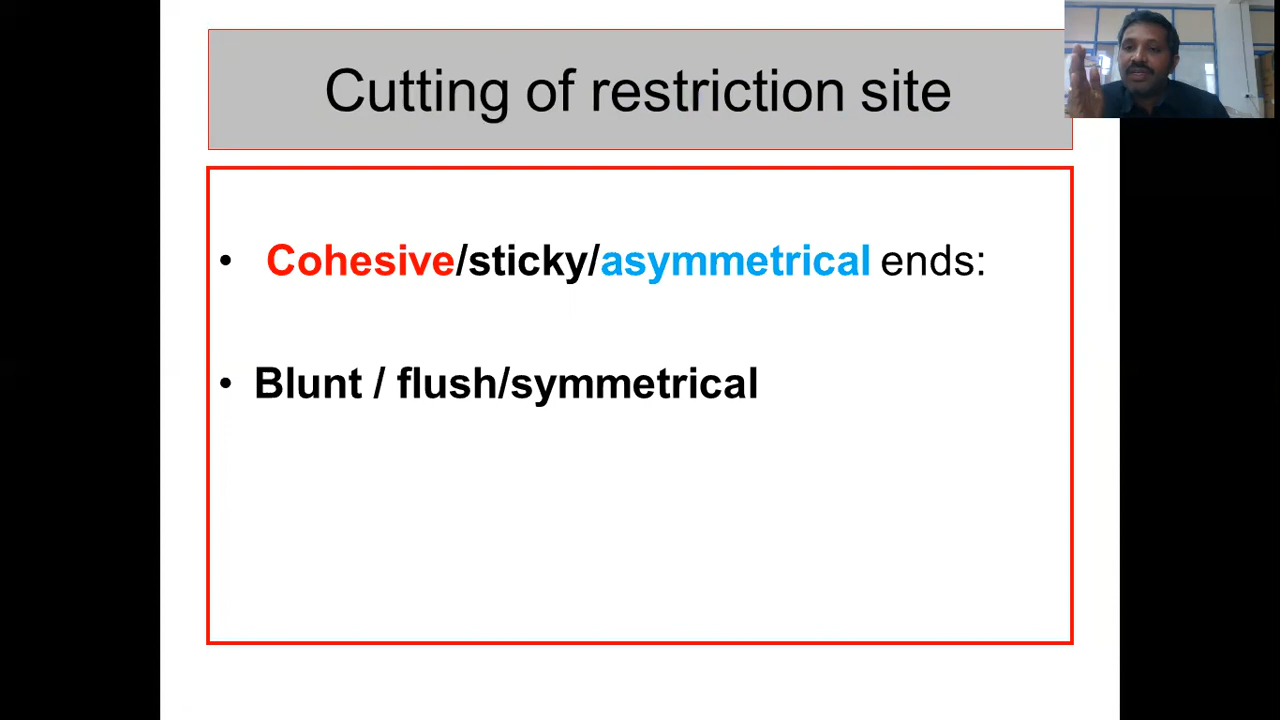 Cutting of restriction site
• Cohesive/sticky/asymmetrical ends:
• Blunt / flush/symmetrical